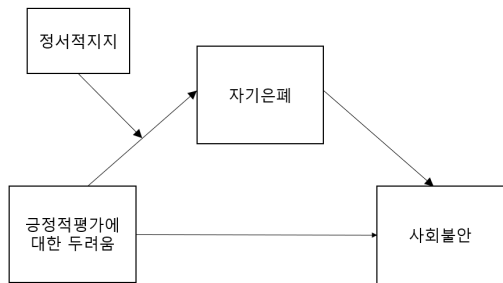 정서적지지
자기은폐
긍정적평가에
대한 두려움
사회불안